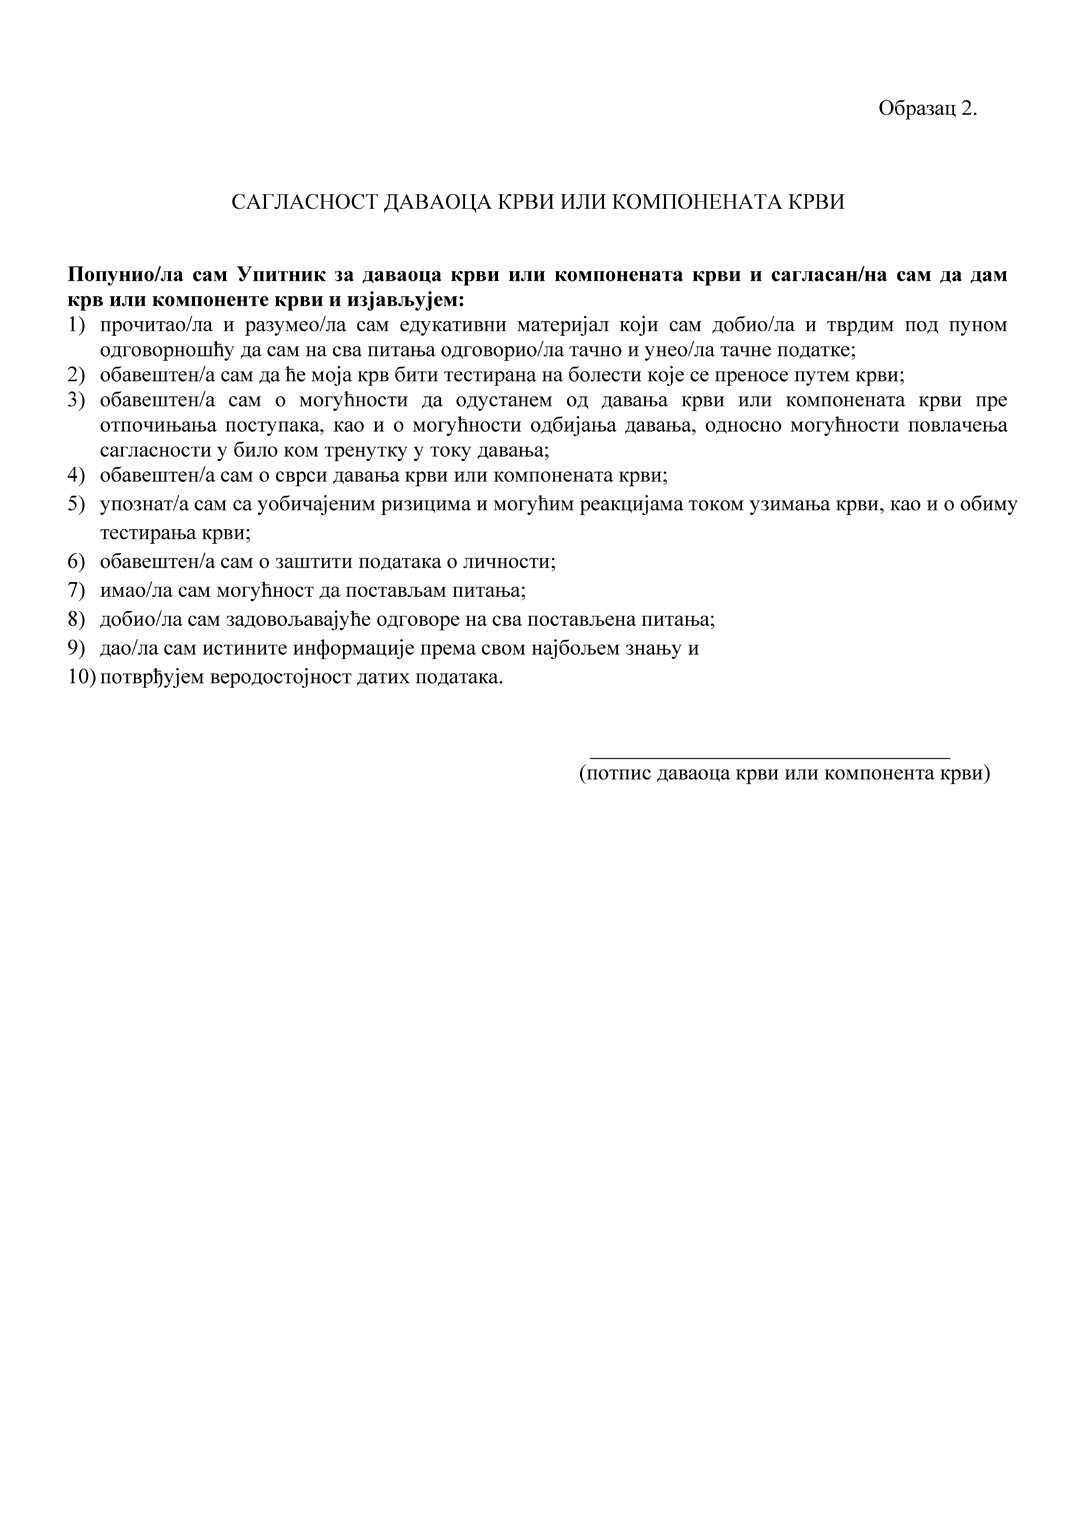 Образац 2.
САГЛАСНОСТ ДАВАОЦА КРВИ ИЛИ КОМПОНЕНАТА КРВИ
Попунио/ла сам Упитник за даваоца крви или компонената крви и сагласан/на сам да дам
крв или компоненте крви и изјављујем:
1) прочитао/ла и разумео/ла сам едукативни материјал који сам добио/ла и тврдим под пуном
одговорношћу да сам на сва питања одговорио/ла тачно и унео/ла тачне податке;
2) обавештен/а сам да ће моја крв бити тестирана на болести које се преносе путем крви;
3) обавештен/а сам о могућности да одустанем од давања крви или компонената крви пре
отпочињања поступака, као и о могућности одбијања давања, односно могућности повлачења
сагласности у било ком тренутку у току давања;
4) обавештен/а сам о сврси давања крви или компонената крви;
5) упознат/а сам са уобичајеним ризицима и могућим реакцијама током узимања крви, као и о обиму
тестирања крви;
6) обавештен/а сам о заштити података о личности;
7) имао/ла сам могућност да постављам питања;
8) добио/ла сам задовољавајуће одговоре на сва постављена питања;
9) дао/ла сам истините информације према свом најбољем знању и
10) потврђујем веродостојност датих података.
(потпис даваоца крви или компонента крви)